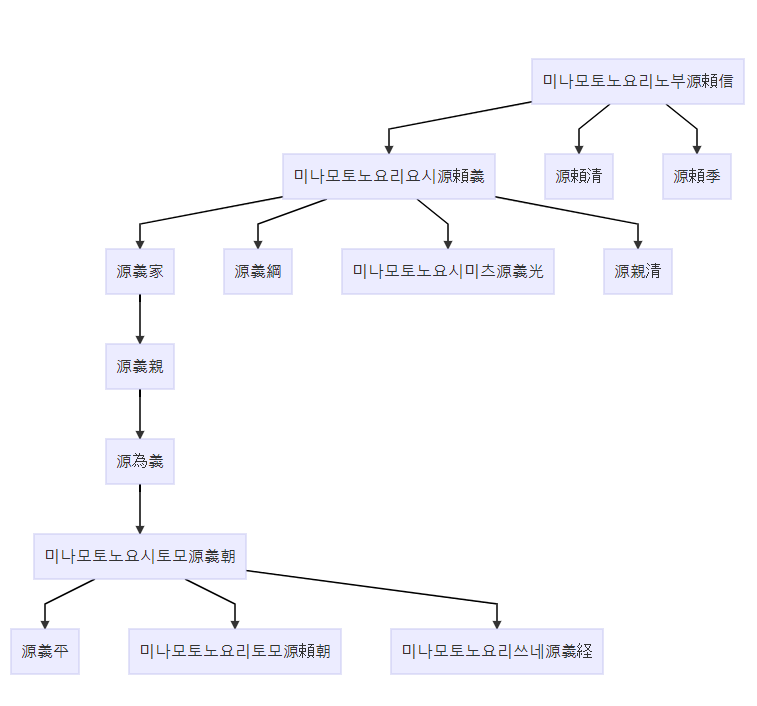 미나모토노요리노부源頼信
미나모토노요리요시源頼義
源頼清
源頼季
源義家
源義綱
미나모토노요시미츠源義光
源親清
源義親
源為義
미나모토노요시토모源義朝
源義平
미나모토노요리토모源頼朝
미나모토노요리쓰네源義経